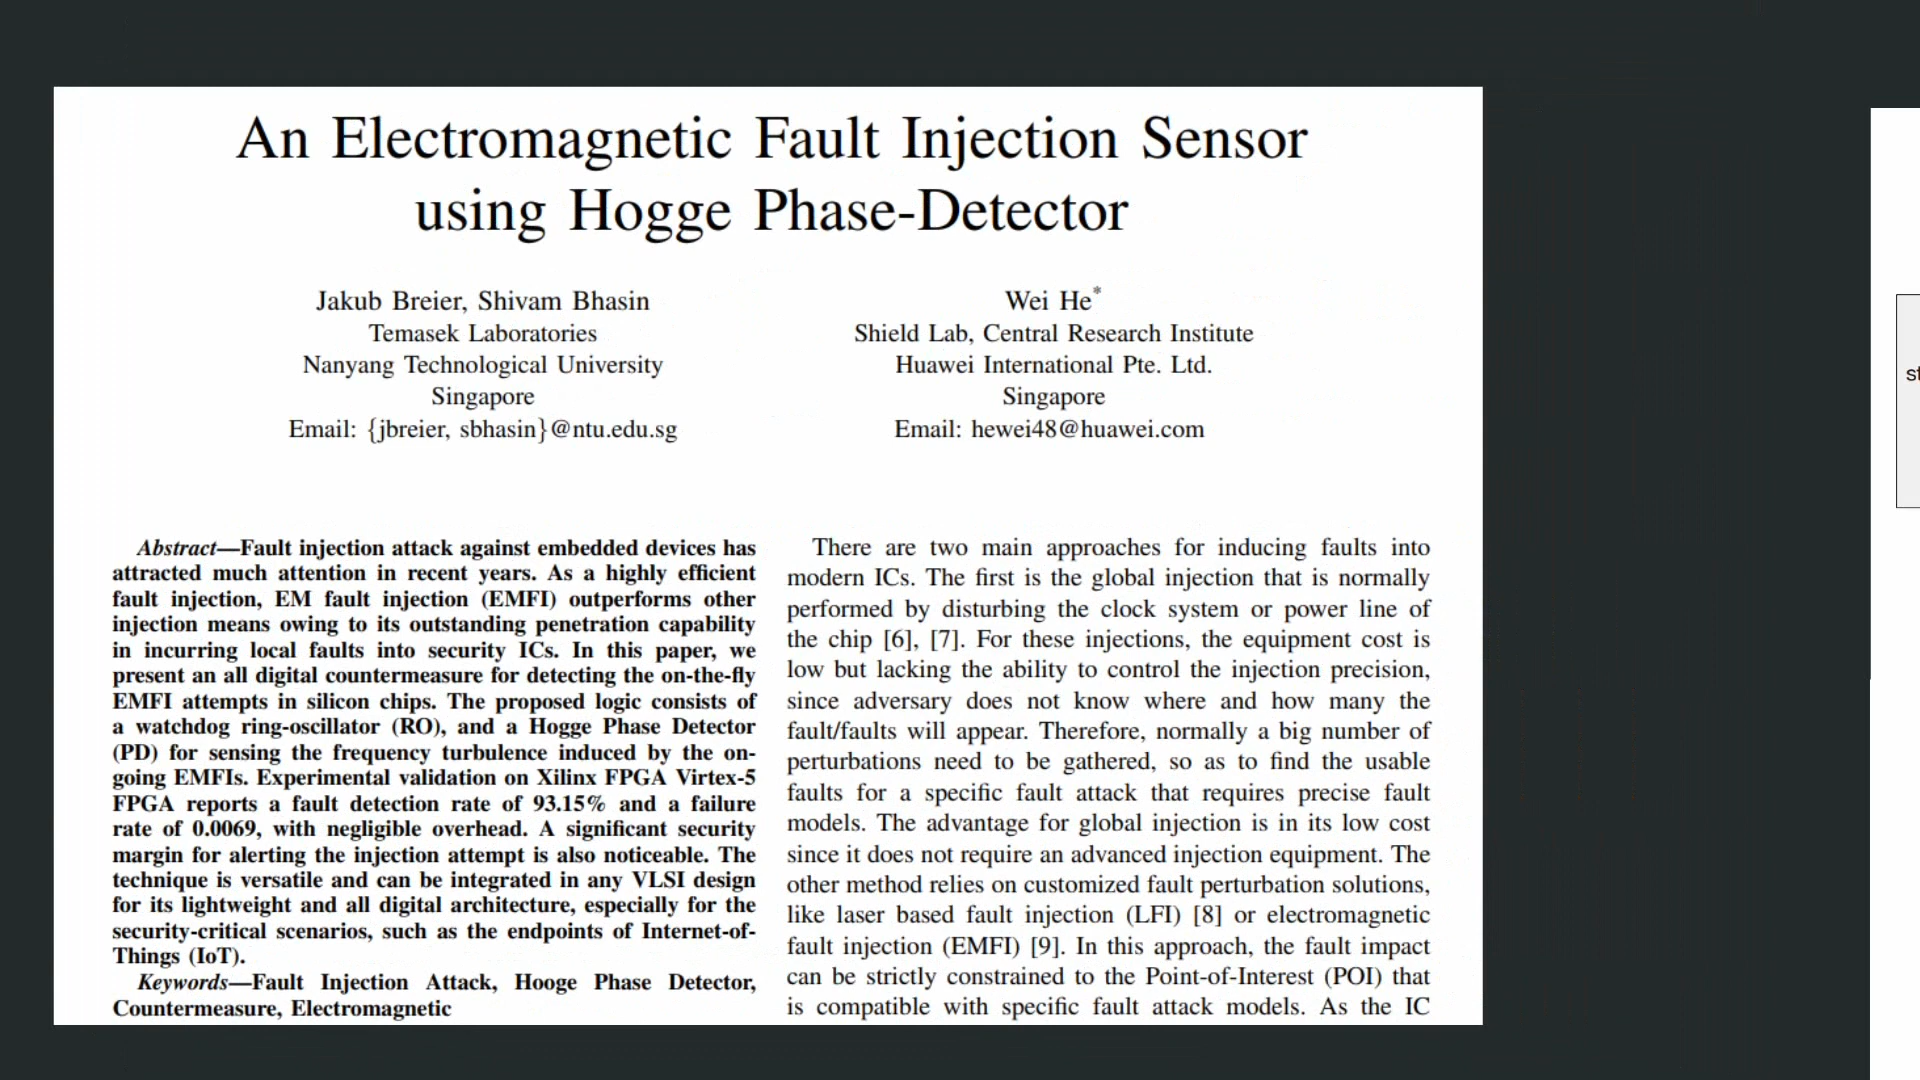 An Electromagnetic Fault Injection Sensor
using Hogge Phase-Detector
Jakub Breier, Shivam Bhasin
Temasek Laboratories
Nanyang Technological University
Singapore
Email: {jbreier, sbhasin}@ntu.edu.sg
Wei He*
Shield Lab, Central Research Institute
Huawei International Pte. Ltd.
Singapore
Email: hewei48@huawei.com
Abstract—Fault injection attack against embedded devices has
attracted much attention in recent years. As a highly efficient
fault injection, EM fault injection (EMFI) outperforms other
injection means owing to its outstanding penetration capability
in incurring local faults into security ICs. In this paper, we
present an all digital countermeasure for detecting the on-the-fly
EMFI attempts in silicon chips. The proposed logic consists of
a watchdog ring-oscillator (RO), and a Hogge Phase Detector
(PD) for sensing the frequency turbulence induced by the on-
going EMFIs. Experimental validation on Xilinx FPGA Virtex-5
FPGA reports a fault detection rate of 93.15% and a failure
rate of 0.0069, with negligible overhead. A significant security
margin for alerting the injection attempt is also noticeable. The
technique is versatile and can be integrated in any VLSI design
for its lightweight and all digital architecture, especially for the
security-critical scenarios, such as the endpoints of Internet-of-
Things (IoT).
Keywords—Fault Injection Attack, Hooge Phase Detector,
Countermeasure, Electromagnetic
There are two main approaches for inducing faults into
modern ICs. The first is the global injection that is normally
performed by disturbing the clock system or power line of
the chip [6], [7]. For these injections, the equipment cost is
low but lacking the ability to control the injection precision,
since adversary does not know where and how many the
fault/faults will appear. Therefore, normally a big number of
perturbations need to be gathered, so as to find the usable
faults for a specific fault attack that requires precise fault
models. The advantage for global injection is in its low cost
since it does not require an advanced injection equipment. The
other method relies on customized fault perturbation solutions,
like laser based fault injection (LFI) [8] or electromagnetic
fault injection (EMFI) [9]. In this approach, the fault impact
can be strictly constrained to the Point-of-Interest (POI) that
is compatible with specific fault attack models. As the IC